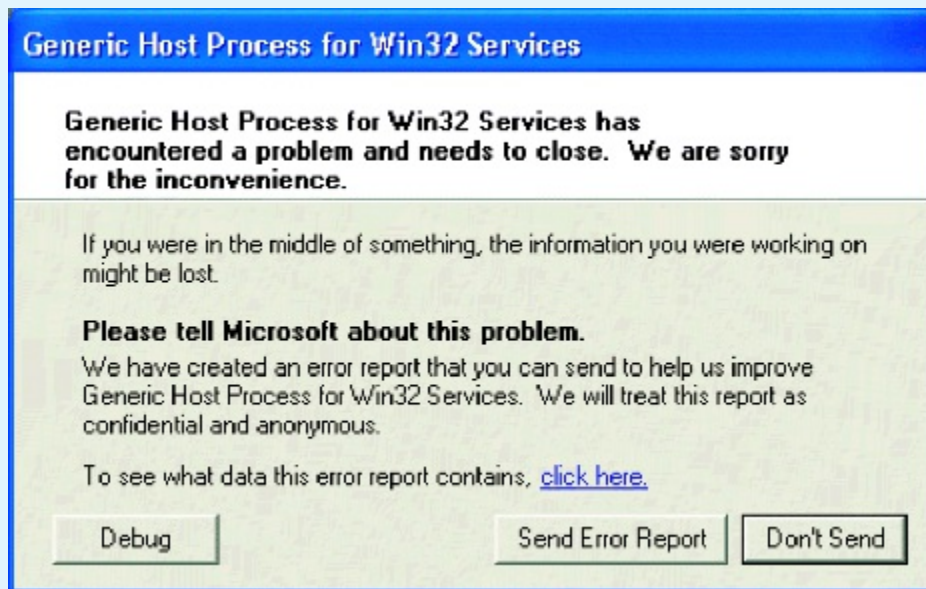 Generic Host Process for Win32 Services
Generic Host Process for Win32 Services has
encountered a problem and needs to close. We are sorry
for the inconvenience.
If you were in the middle of something, the information you were working on
might be lost.
Please tell Microsoft about this problem.
We have created an error report that you can send to help us improve
Generic Host Process for Win32 Services. We will treat this report as
confidential and anonymous.
To see what data this error report contains, click here.
Debug Send Error Report Don't Send